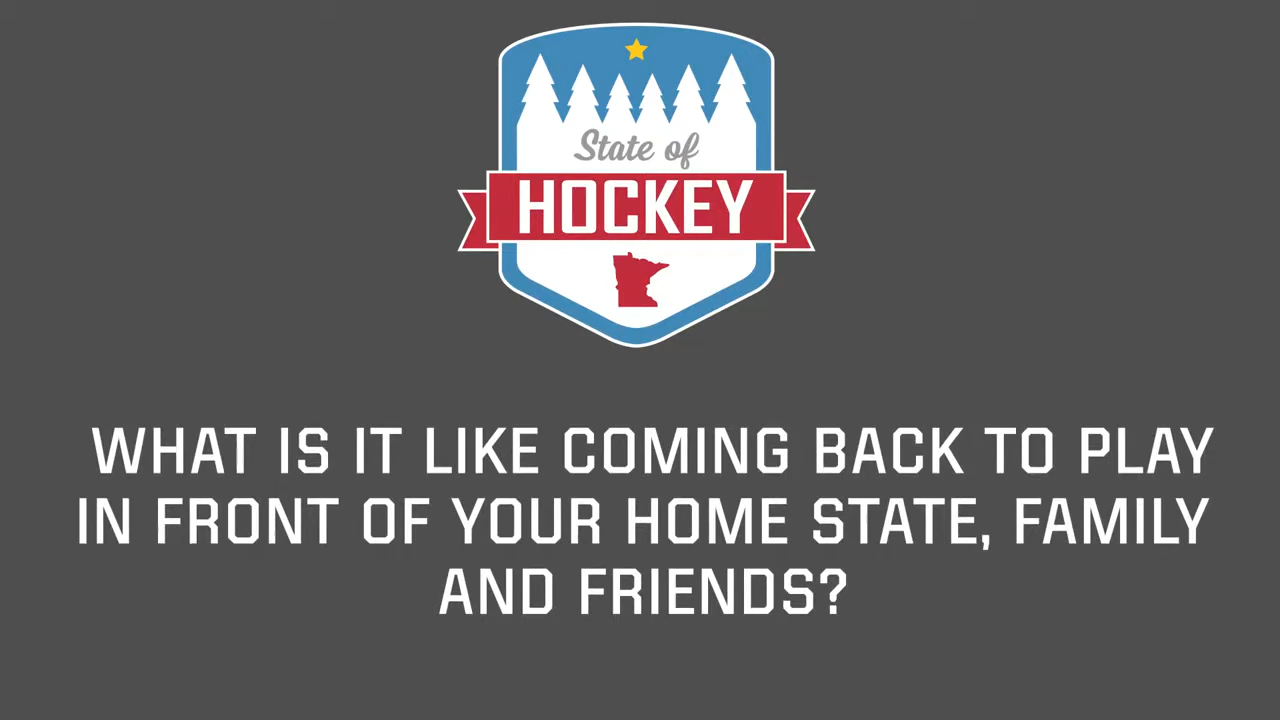 State of
HOCKEY
WHAT IS IT LIKE COMING BACK TO PLAY
IN FRONT OF YOUR HOME STATE, FAMILY
AND FRIENDS?